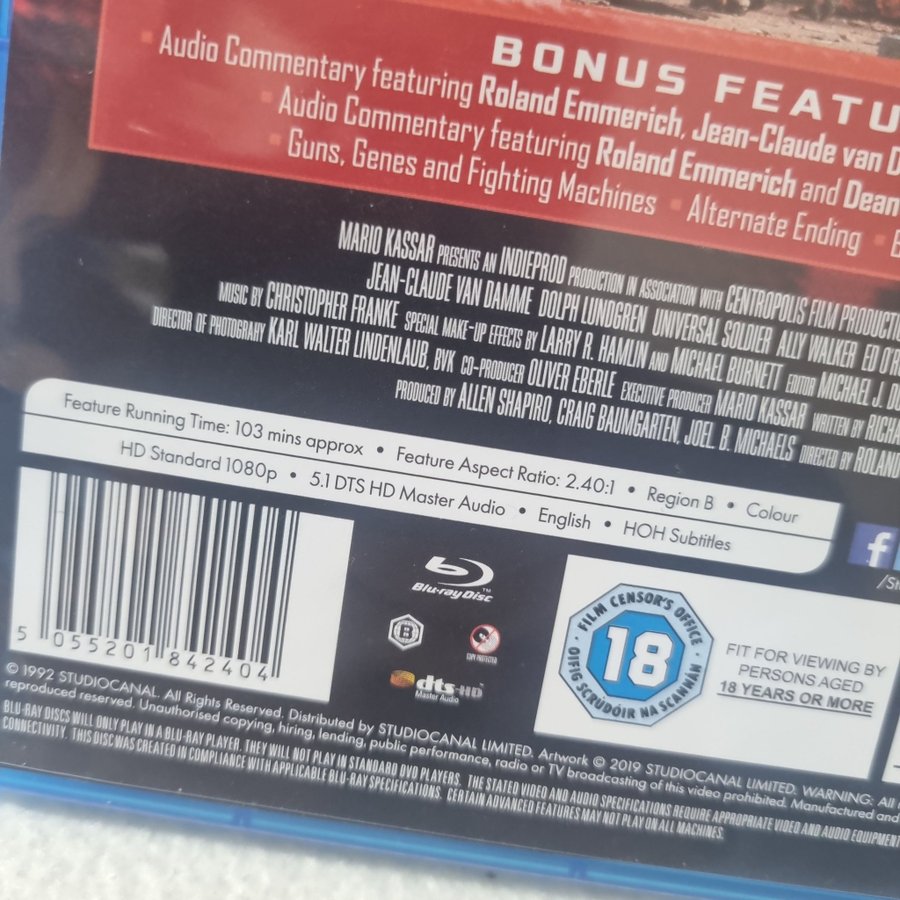 BONUS FEATU
Audio Commentary featuring Roland Emmerich, Jean-Claude van D
Audio Commentary featuring Roland Emmerich and Dean
Guns, Genes and Fighting Machines • Alternate Ending •
MARIO KASSAR PRESENTS AN INDIEPROD PRODUCTION IN ASSOCIATION WITH CENTROPOLIS FILM PRODUCTI
JEAN-CLAUDE VAN DAMME DOLPH LUNDGREN UNIVERSAL SOLDIER ALLY WALKER ED O'R
MUSIC BY CHRISTOPHER FRANKE SPECIAL MAKE-UP EFFECTS BY LARRY R. HAMLIN AND MICHAEL BURNETT EDITOR MICHAEL J. DU
DIRECTOR OF PHOTOGRAHY KARL WALTER LINDENLAUB, BVK CO-PRODUCER OLIVER EBERLE EXECUTIVE PRODUCER MARIO KASSAR WRITTEN BY RICHA
PRODUCED BY ALLEN SHAPIRO, CRAIG BAUMGARTEN, JOEL B. MICHAELS DIRECTED BY ROLAND
Feature Running Time: 103 mins approx • Feature Aspect Ratio: 2.40:1 • Region B • Colour
HD Standard 1080p • 5.1 DTS HD Master Audio • English • HOH Subtitles
5 055201 842404
Blu-ray Disc™
B
COPY PROTECTED
dts-HD
Master Audio
FILM CENSOR'S OFFICE
18
OIFIG SCRÚDÓIR NA SCANNÁN
FIT FOR VIEWING BY
PERSONS AGED
18 YEARS OR MORE
f
/St
© 1992 STUDIOCANAL. All Rights Reserved. Distributed by STUDIOCANAL LIMITED. Artwork © 2019 STUDIOCANAL LIMITED. WARNING: All
reproduced reserved. Unauthorised copying, hiring, lending, public performance, radio or TV broadcasting of this video prohibited. Manufactured and
BLU-RAY DISCS WILL ONLY PLAY IN A BLU-RAY PLAYER. THEY WILL NOT PLAY IN STANDARD DVD PLAYERS. THE STATED VIDEO AND AUDIO SPECIFICATIONS REQUIRE APPROPRIATE VIDEO AND AUDIO EQUIPMENT
CONNECTIVITY. THIS DISC WAS CREATED IN COMPLIANCE WITH APPLICABLE BLU-RAY SPECIFICATIONS. CERTAIN ADVANCED FEATURES MAY NOT PLAY ON ALL MACHINES.